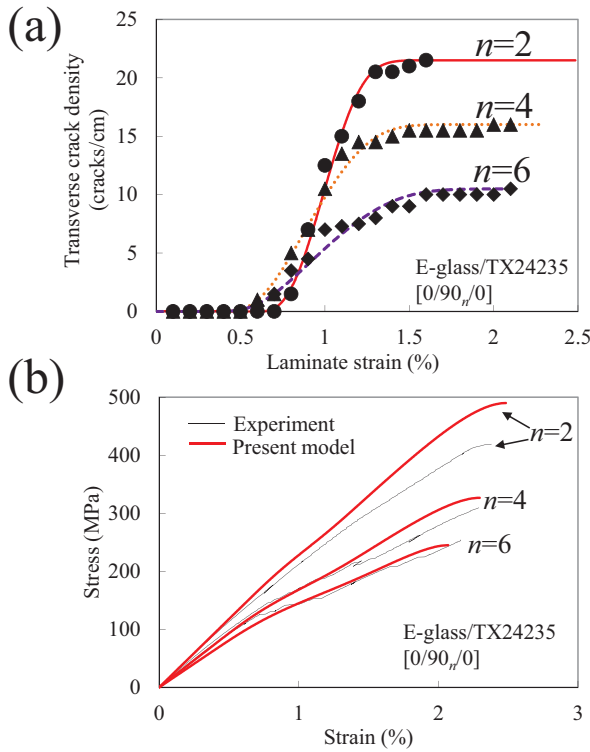 (a)
25
20
15
10
5
0
Transverse crack density
(cracks/cm)
n=2
n=4
n=6
E-glass/TX24235
[0/90n/0]
0 0.5 1 1.5 2 2.5
Laminate strain (%)
(b)
500
400
300
200
100
0
Stress (MPa)
Experiment
Present model
n=2
n=4
n=6
E-glass/TX24235
[0/90n/0]
0 1 2 3
Strain (%)